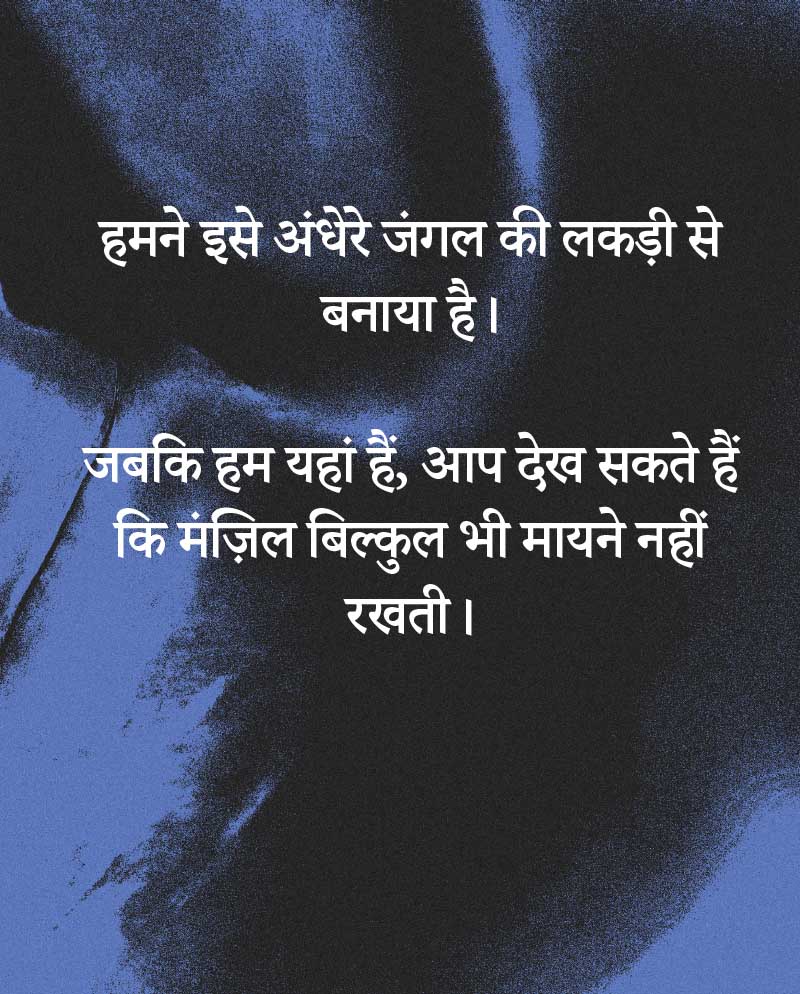 हमने इसे अंधेरे जंगल की लकड़ी से
बनाया है।
जबकि हम यहां हैं, आप देख सकते हैं
कि मंज़िल बिल्कुल भी मायने नहीं
रखती।